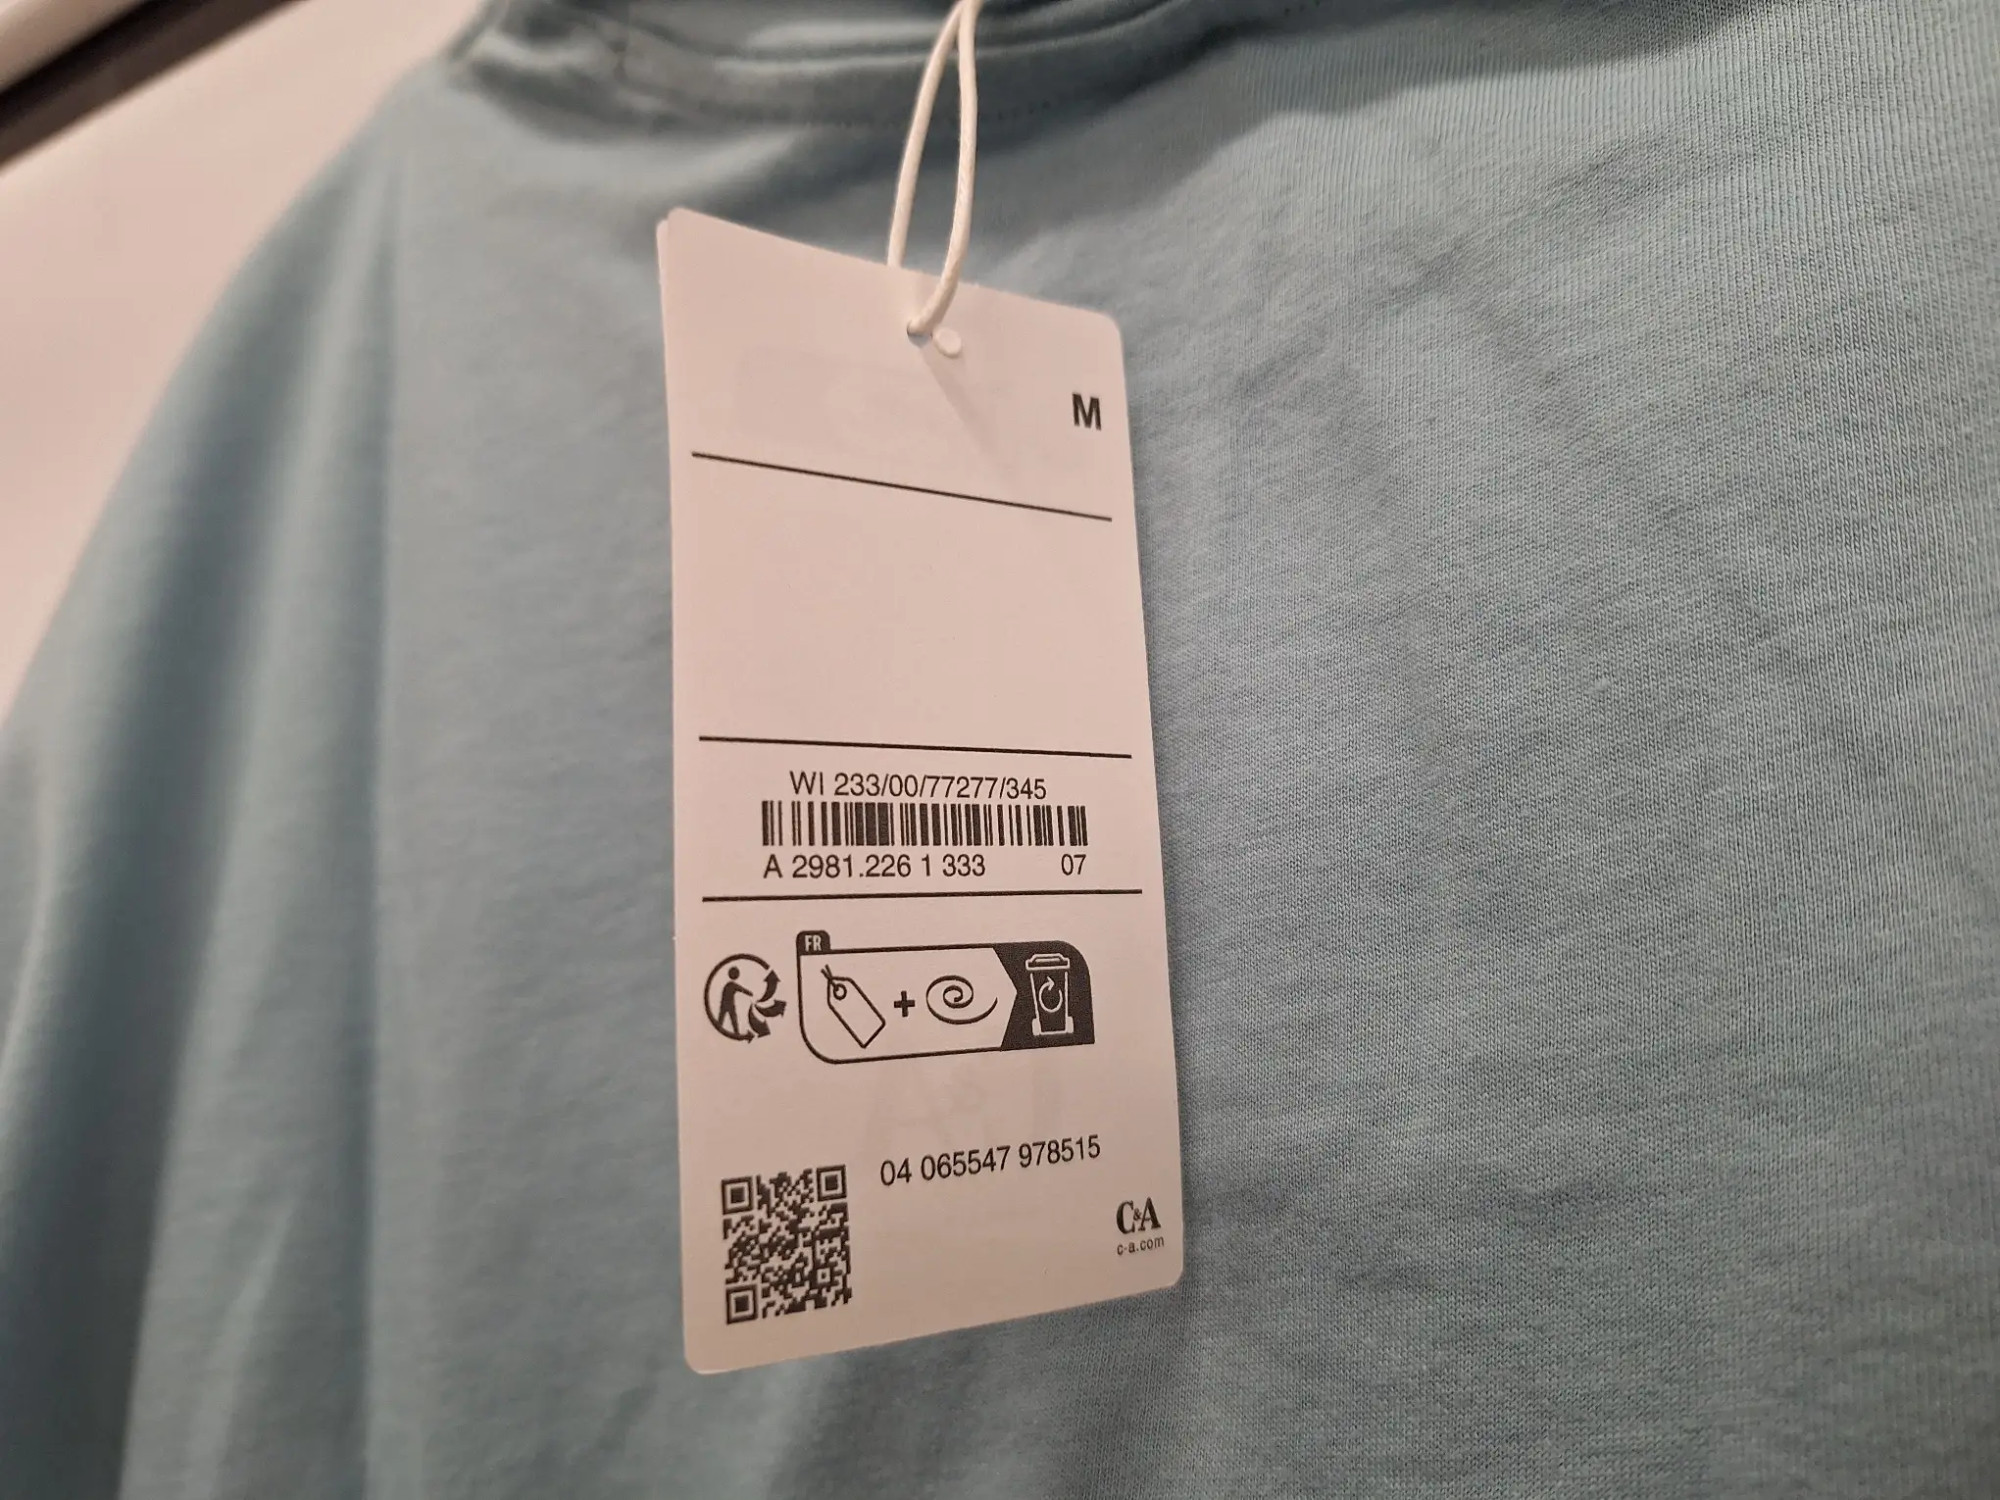 M
WI 233/00/77277/345
A 2981.226 1 333 07
FR
04 065547 978515
C&A
c-a.com